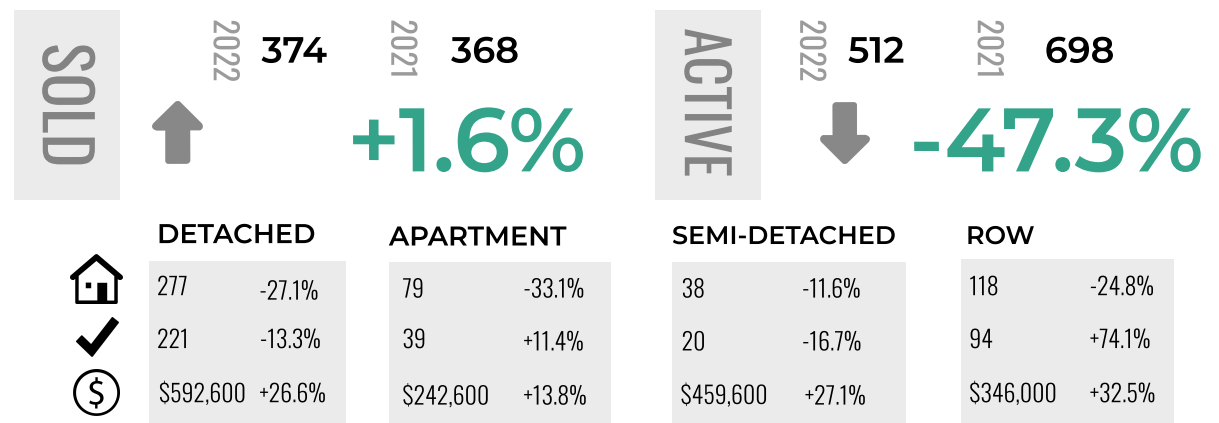 SOLD
2022 374 2021 368
+1.6%
ACTIVE
2022 512 2021 698
-47.3%
DETACHED APARTMENT SEMI-DETACHED ROW
277 -27.1% 79 -33.1% 38 -11.6% 118 -24.8%
221 -13.3% 39 +11.4% 20 -16.7% 94 +74.1%
$ $592,600 +26.6% $242,600 +13.8% $459,600 +27.1% $346,000 +32.5%